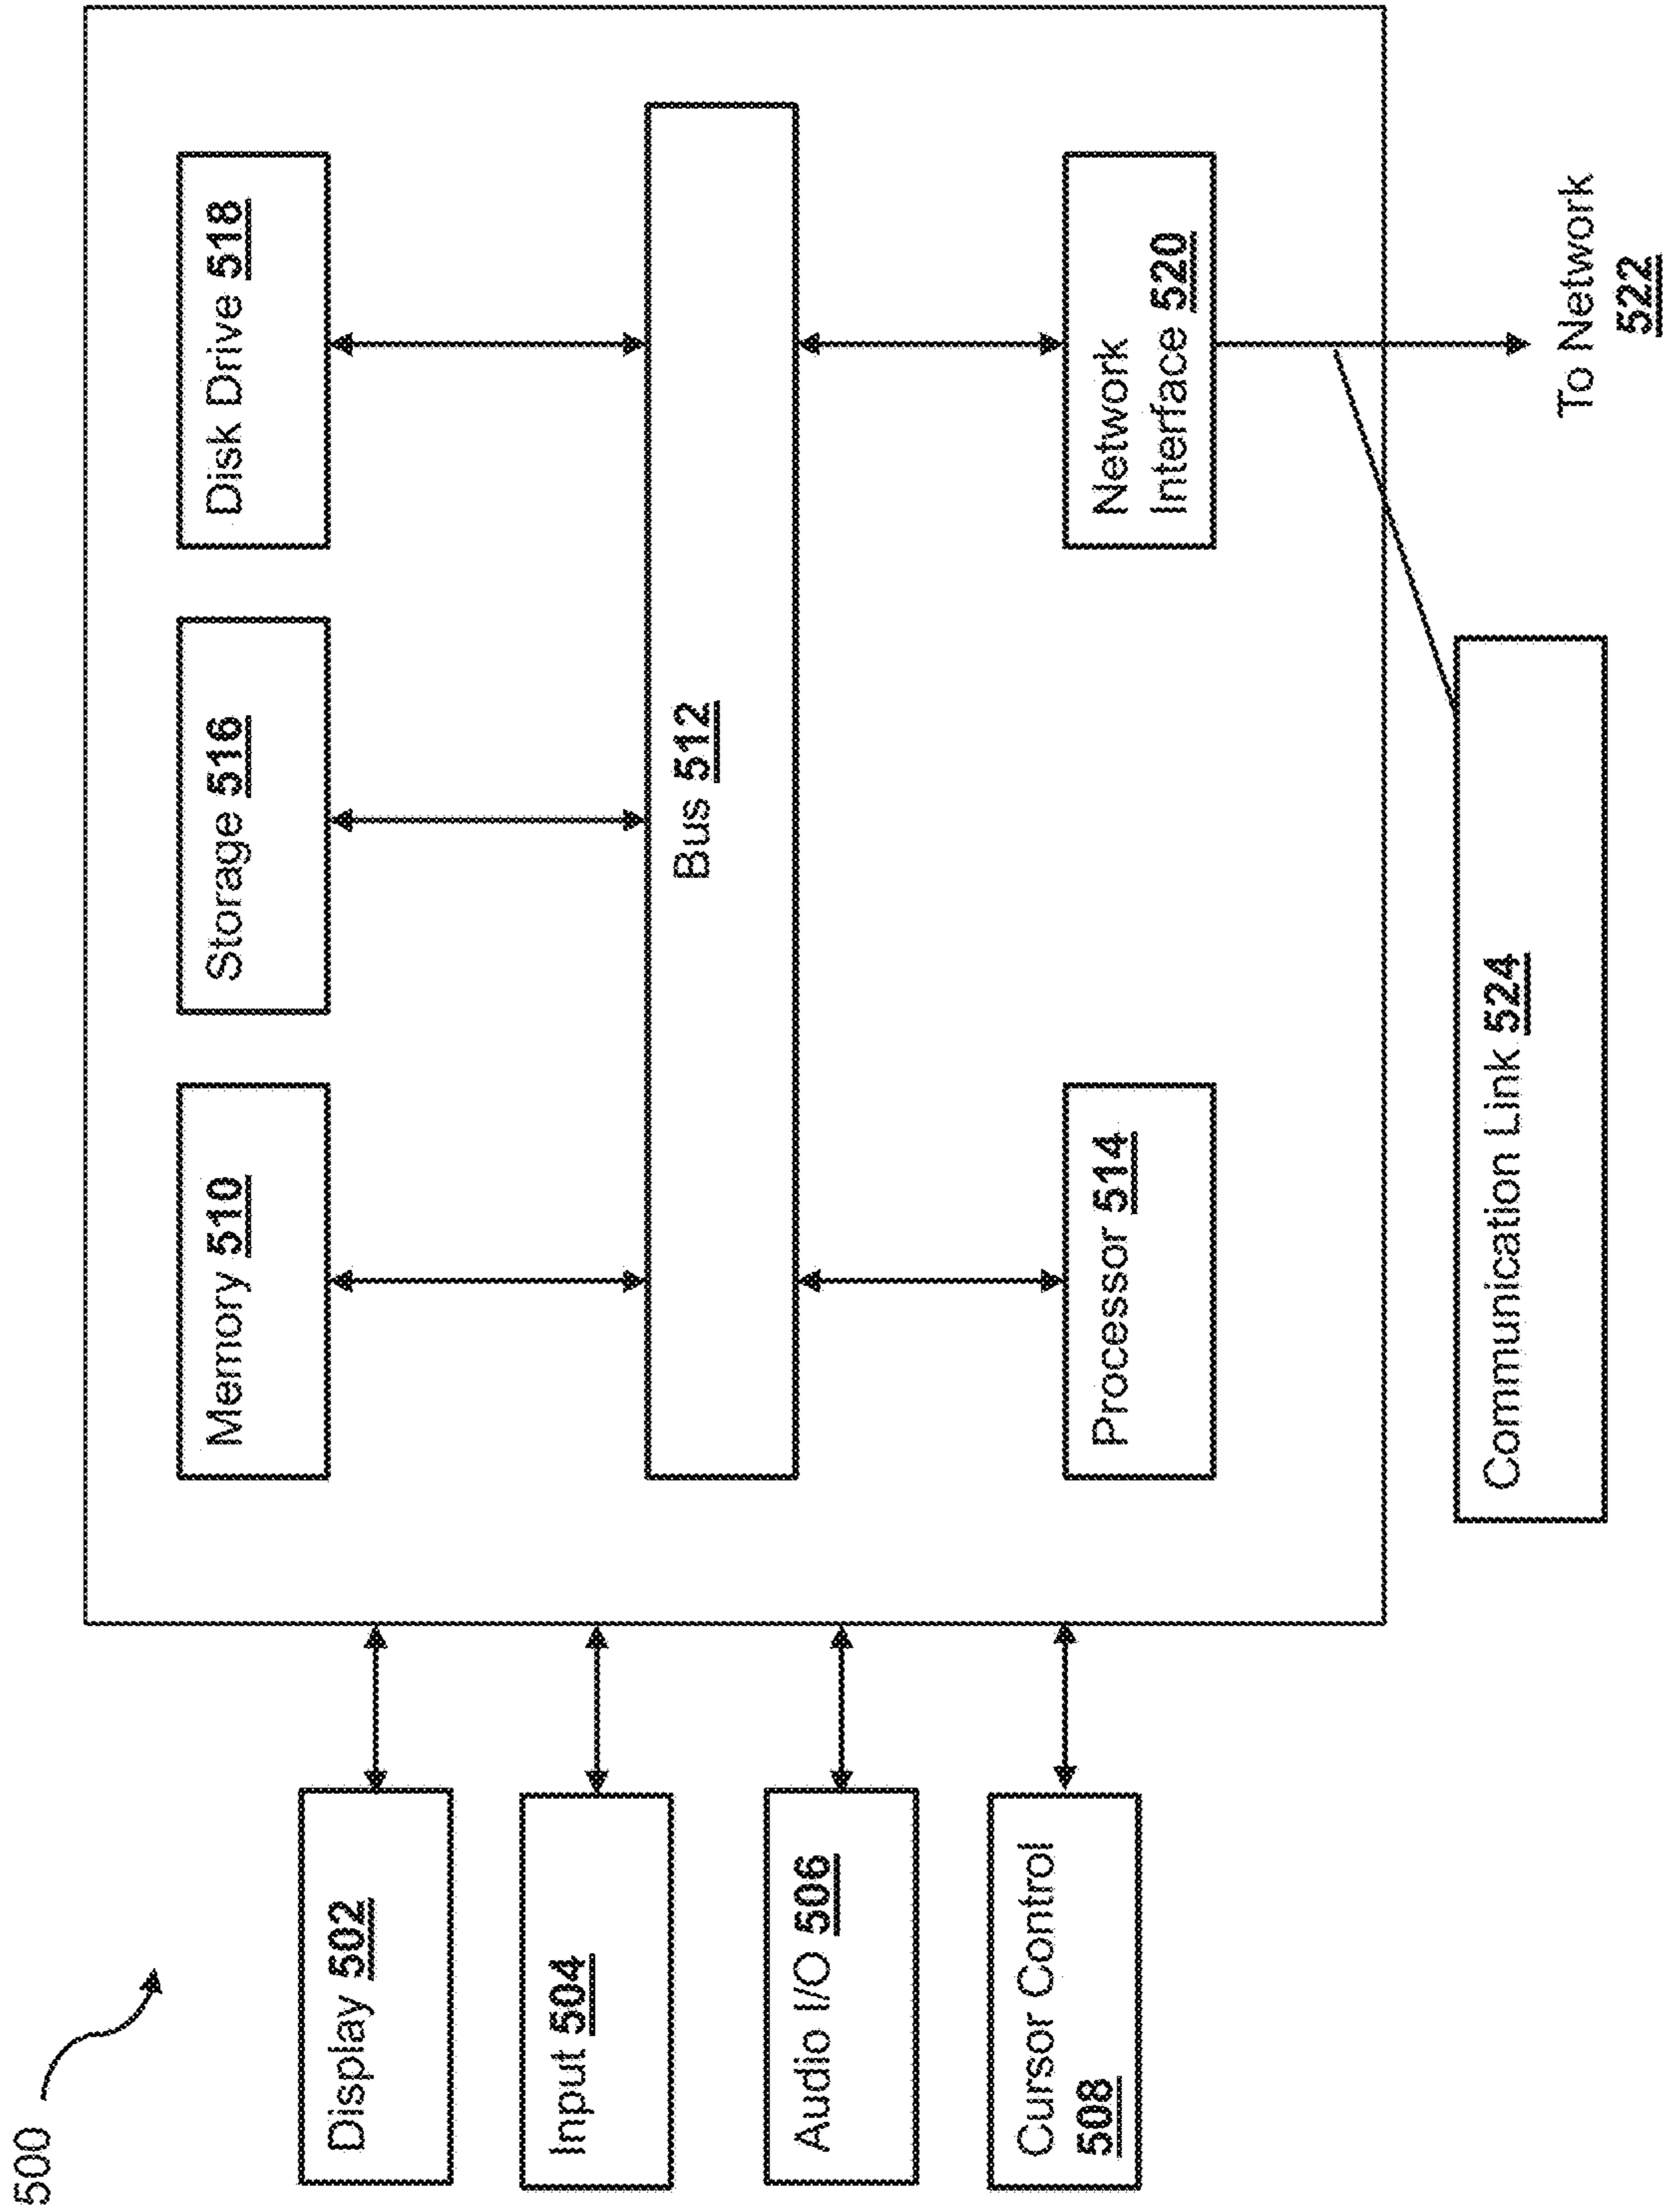 500
Display 502
Input 504
Audio I/O 506
Cursor Control
508
Memory 510
Storage 516
Disk Drive 518
Bus 512
Processor 514
Network
Interface 520
Communication Link 524
To Network
522